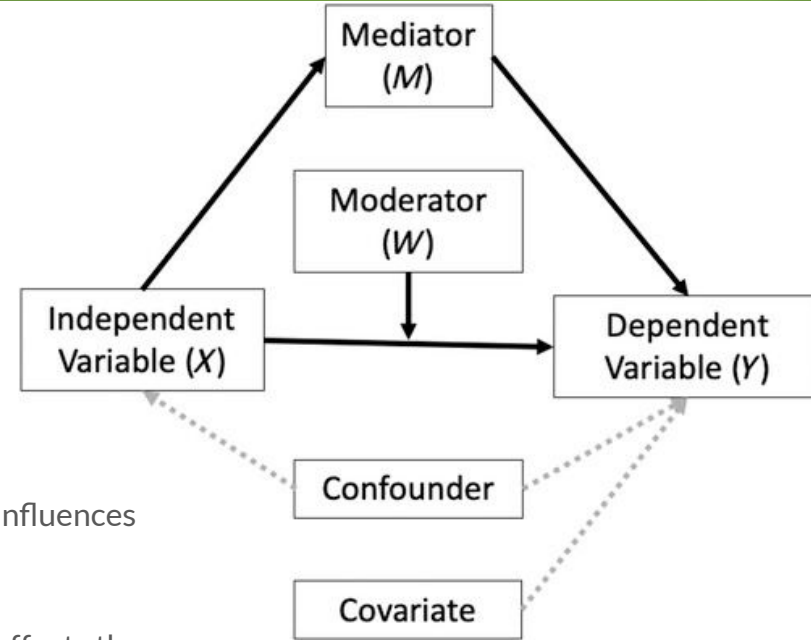 Mediator
(M)
Moderator
(W)
Independent
Variable (X)
Dependent
Variable (Y)
Confounder
nfluences
Covariate